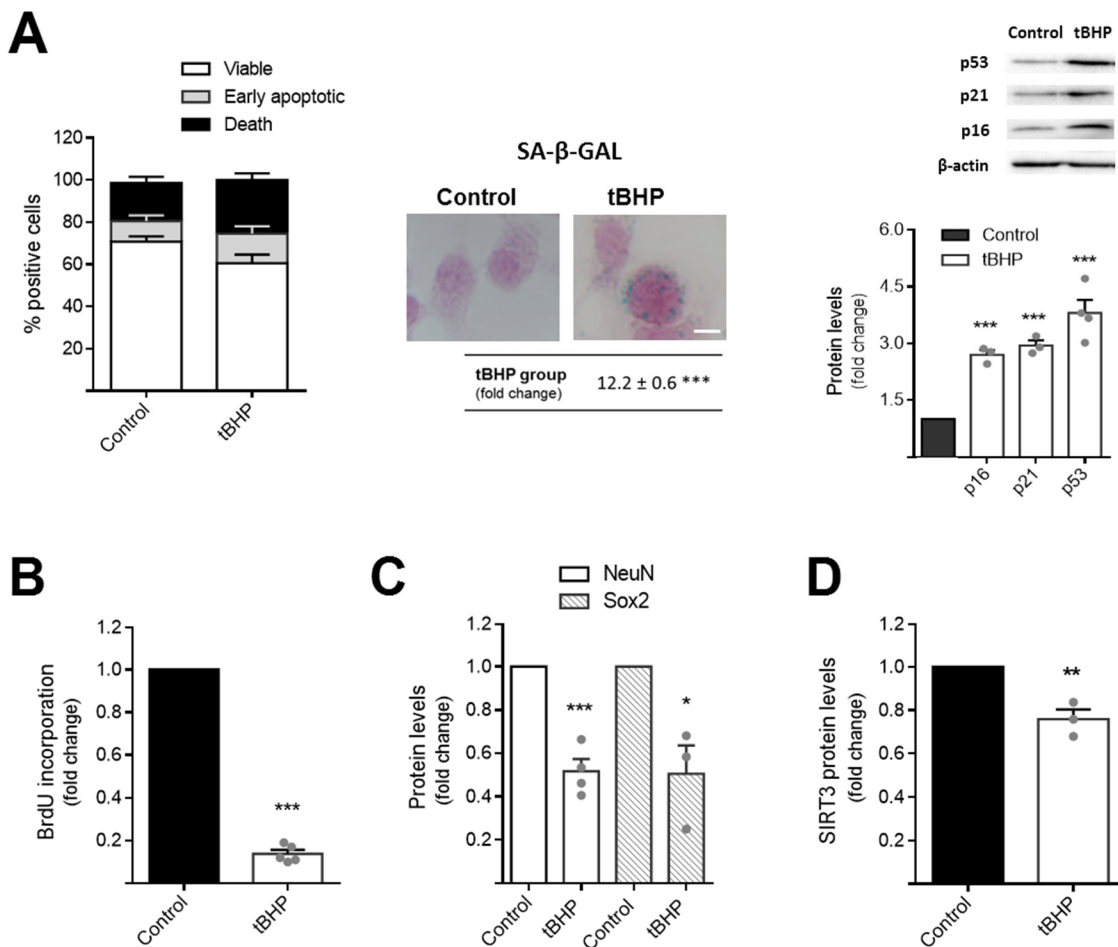 A
Viable
Early apoptotic
Death
% positive cells
120
100
80
60
40
20
Control
tBHP
SA-β-GAL
Control
tBHP
tBHP group
(fold change)
12.2 ± 0.6 ***
Control tBHP
p53
p21
p16
β-actin
Control
tBHP
Protein levels
(fold change)
6.0
4.5
3.0
1.5
***
***
***
p16
p21
p53
B
BrdU incorporation
(fold change)
1.2
1.0
0.8
0.6
0.4
0.2
***
Control
tBHP
C
NeuN
Sox2
Protein levels
(fold change)
1.2
1.0
0.8
0.6
0.4
0.2
***
*
Control
tBHP
Control
tBHP
D
SIRT3 protein levels
(fold change)
1.2
1.0
0.8
0.6
0.4
0.2
**
Control
tBHP